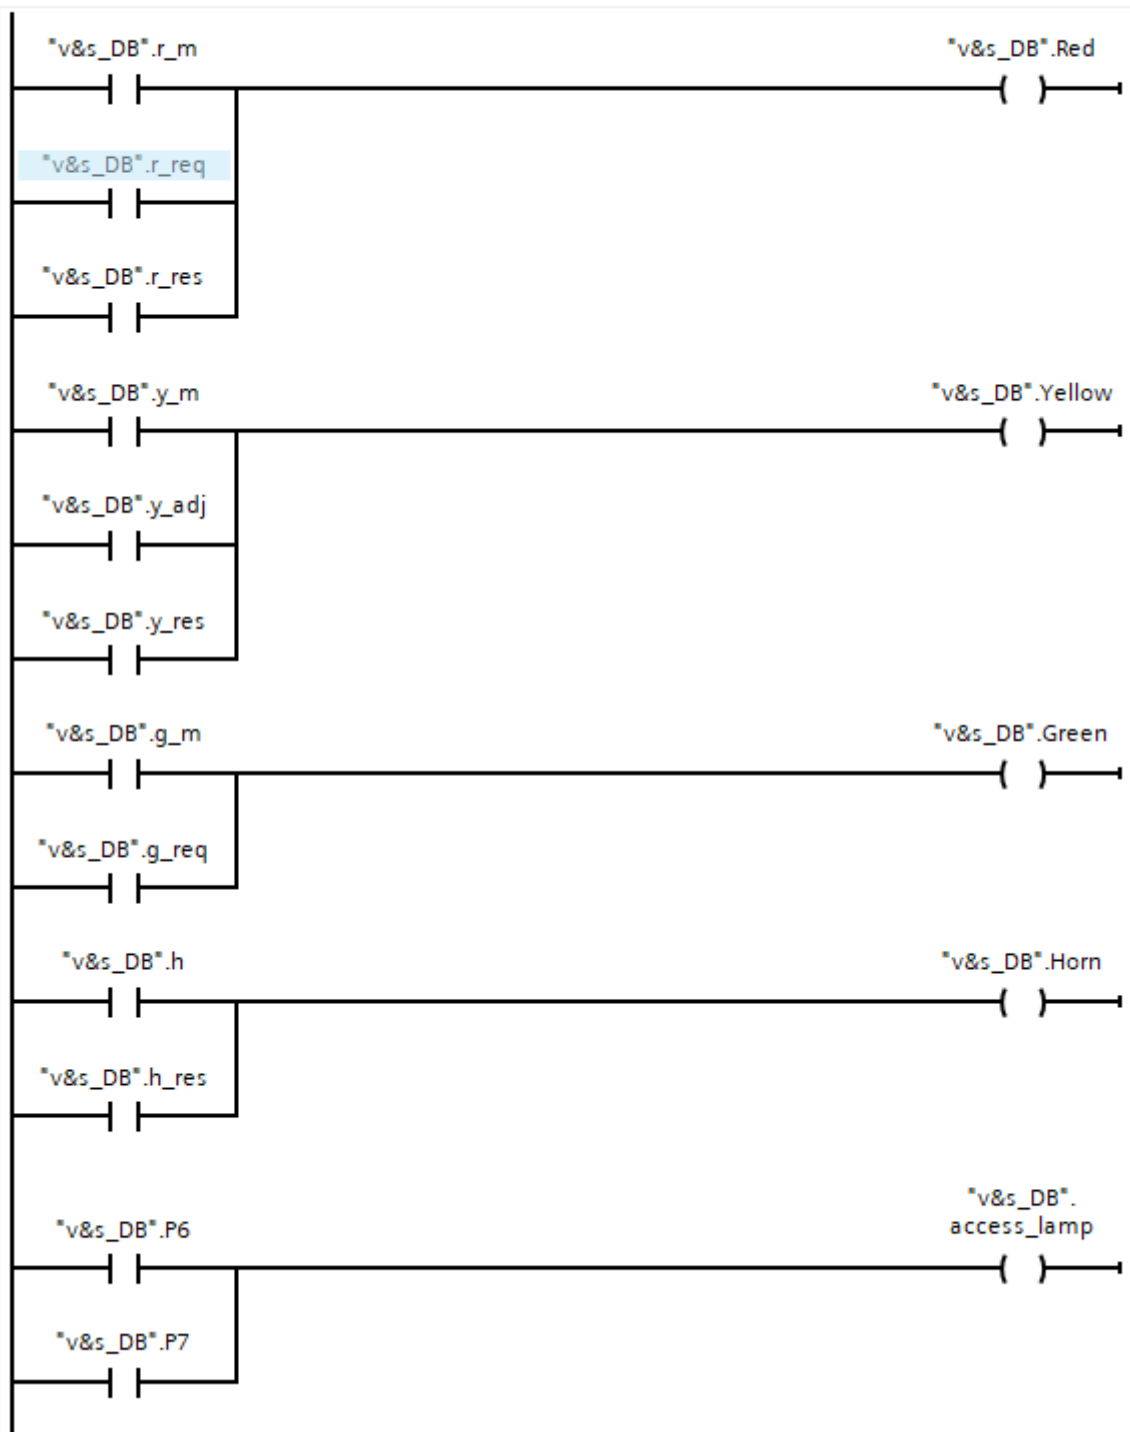 "v&s_DB".r_m
"v&s_DB".Red
"v&s_DB".r_req
"v&s_DB".r_res
"v&s_DB".y_m
"v&s_DB".Yellow
"v&s_DB".y_adj
"v&s_DB".y_res
"v&s_DB".g_m
"v&s_DB".Green
"v&s_DB".g_req
"v&s_DB".h
"v&s_DB".Horn
"v&s_DB".h_res
"v&s_DB".
access_lamp
"v&s_DB".P6
"v&s_DB".P7